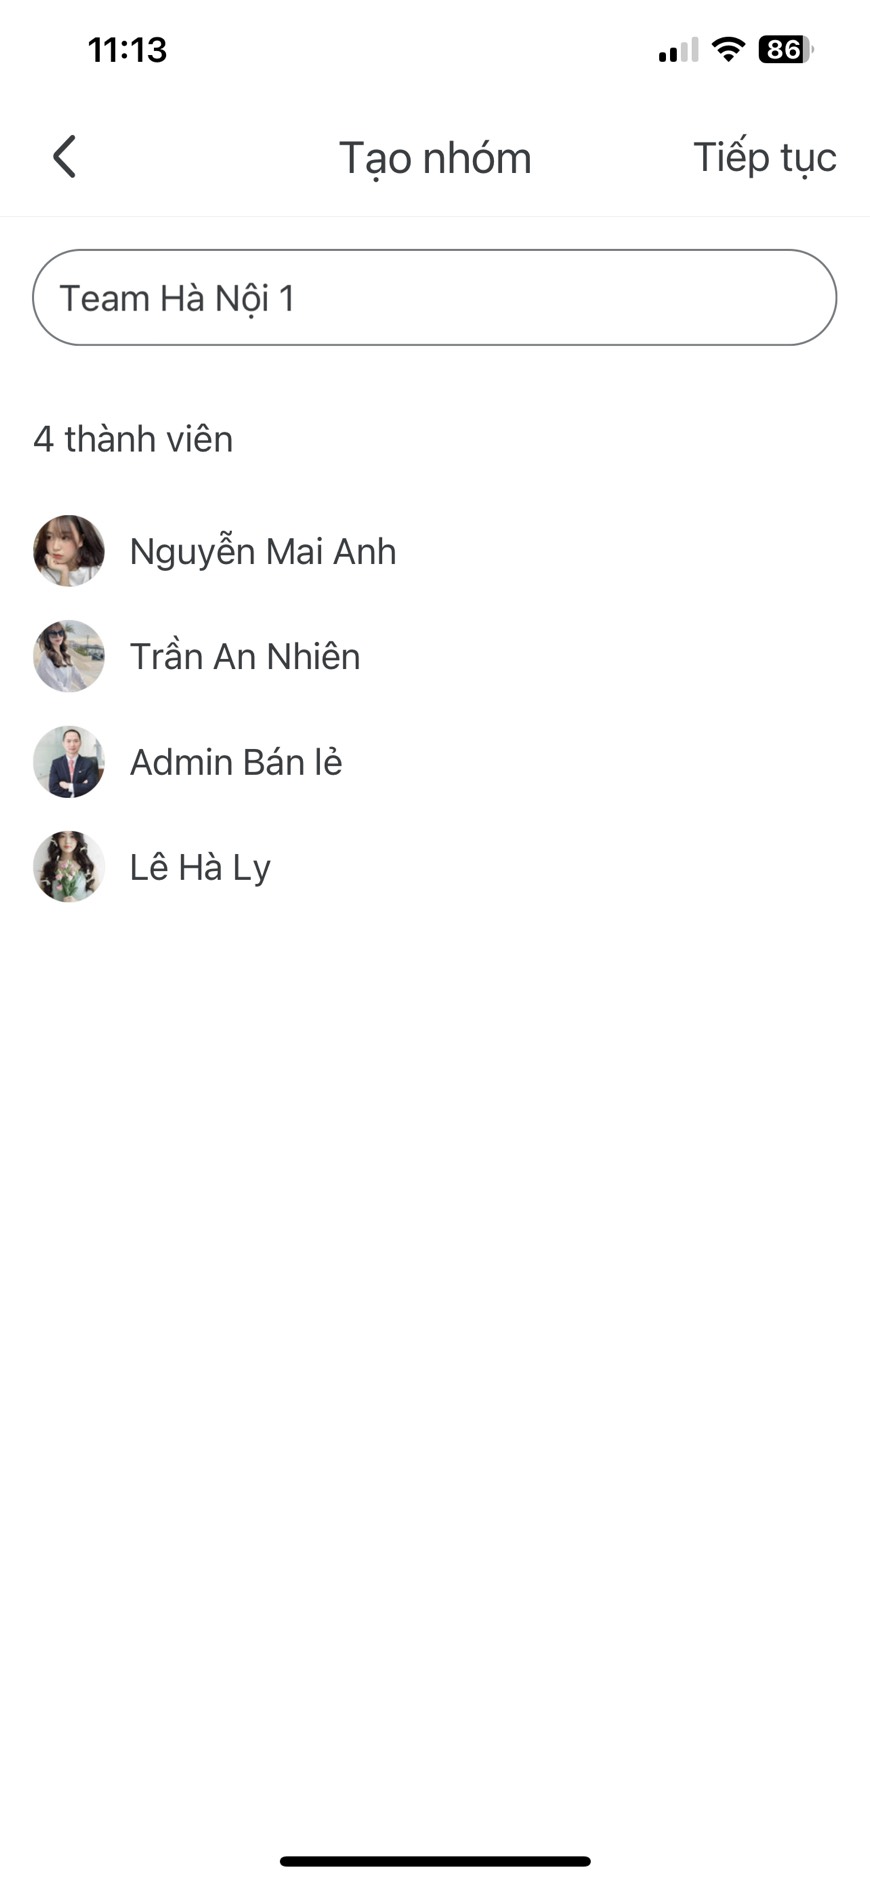 11:13
86
Tạo nhóm
Tiếp tục
Team Hà Nội 1
4 thành viên
Nguyễn Mai Anh
Trần An Nhiên
Admin Bán lẻ
Lê Hà Ly